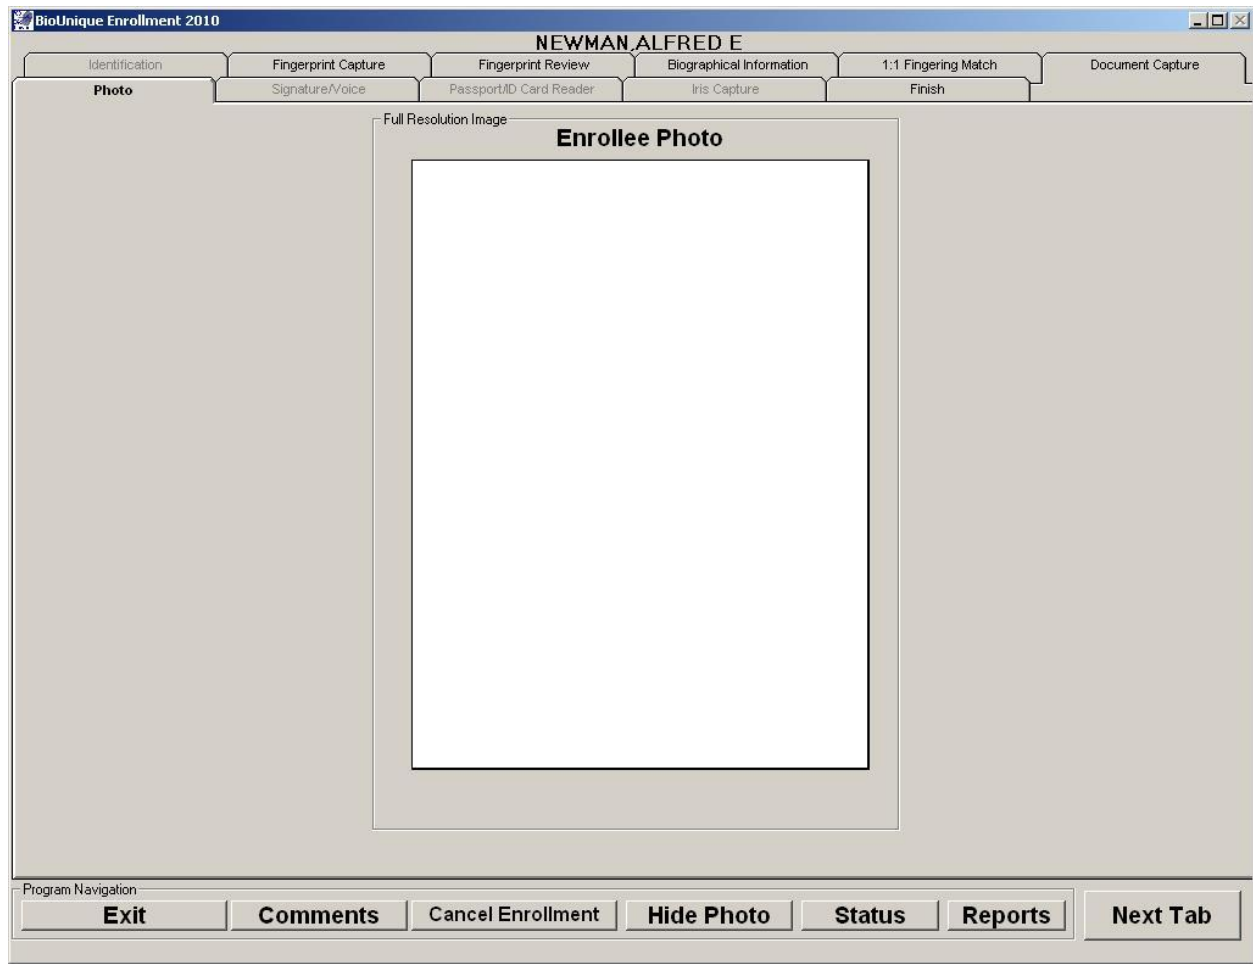 BioUnique Enrollment 2010
NEWMAN,ALFRED E
Identification Fingerprint Capture Fingerprint Review Biographical Information 1:1 Fingering Match Document Capture
Photo Signature/Voice Passport/ID Card Reader Iris Capture Finish
Full Resolution Image
Enrollee Photo
Program Navigation
Exit Comments Cancel Enrollment Hide Photo Status Reports Next Tab